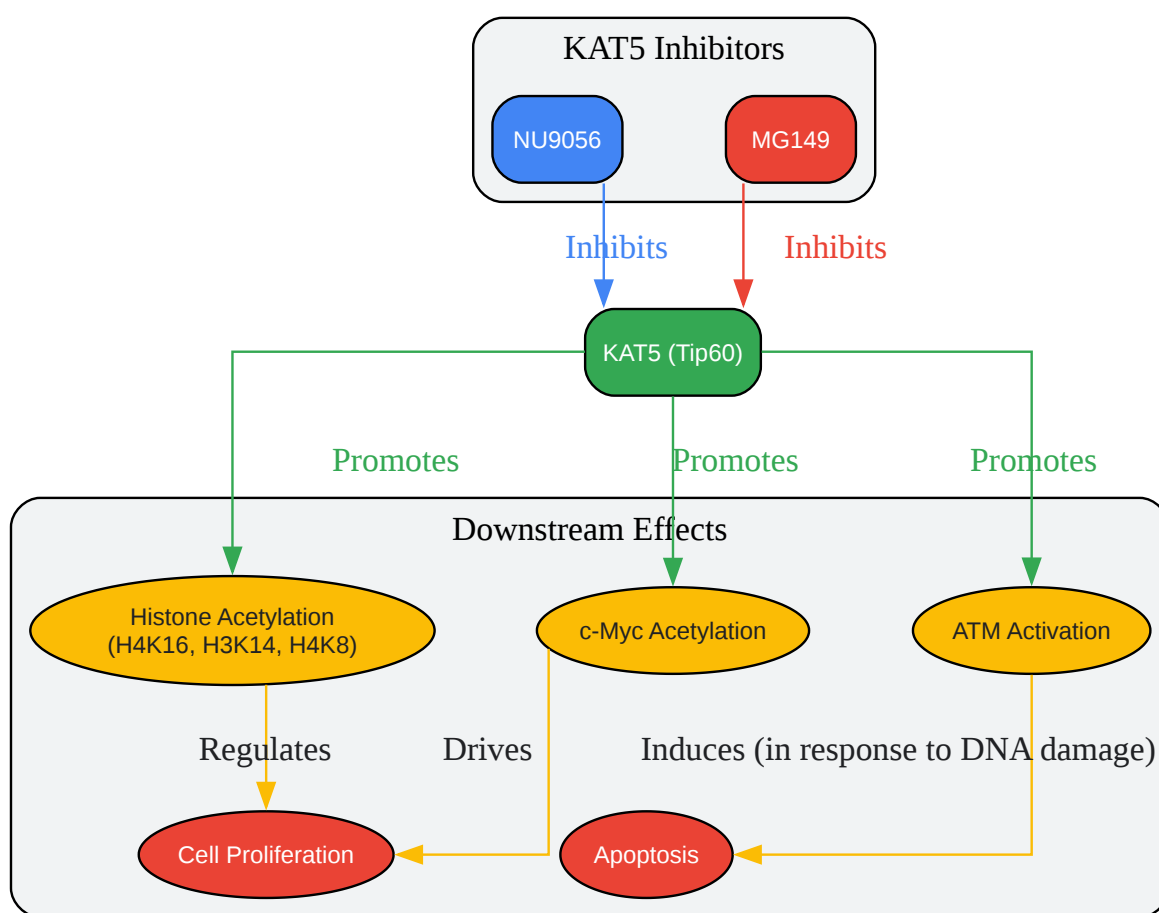 KAT5 Inhibitors
NU9056
MG149
Inhibits
Inhibits
KAT5 (Tip60)
Promotes
Promotes
Promotes
Downstream Effects
Histone Acetylation
(H4K16, H3K14, H4K8)
c-Myc Acetylation
ATM Activation
Regulates
Drives
Induces (in response to DNA damage)
Cell Proliferation
Apoptosis